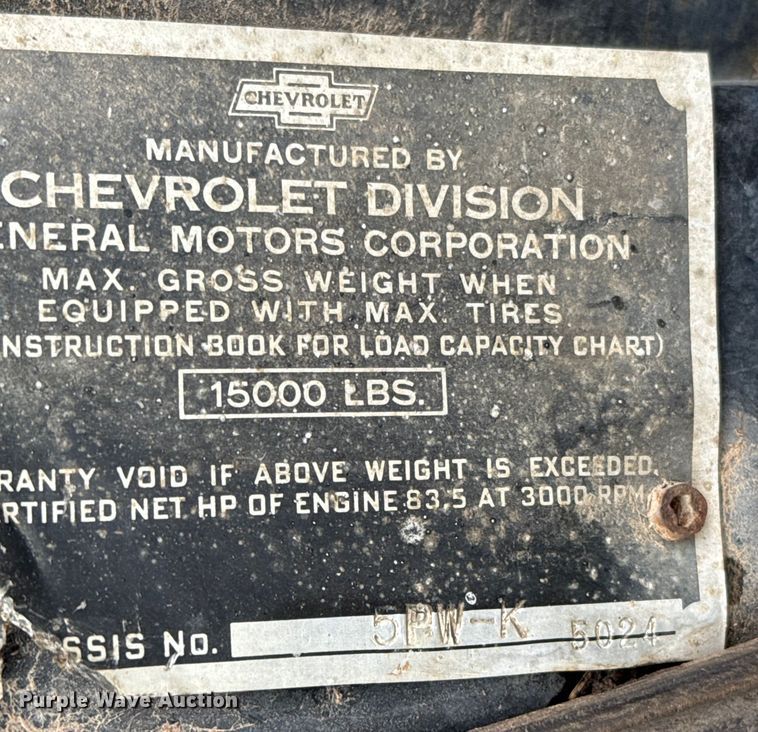 CHEVROLET
MANUFACTURED BY
CHEVROLET DIVISION
ENERAL MOTORS CORPORATION
MAX. GROSS WEIGHT WHEN
EQUIPPED WITH MAX. TIRES
NSTRUCTION BOOK FOR LOAD CAPACITY CHART)
15000 LBS.
RANTY VOID IF ABOVE WEIGHT IS EXCEEDED.
RTIFIED NET HP OF ENGINE 83.5 AT 3000 RPM
SSIS NO. 5PW-K 5024
Purple Wave Auction